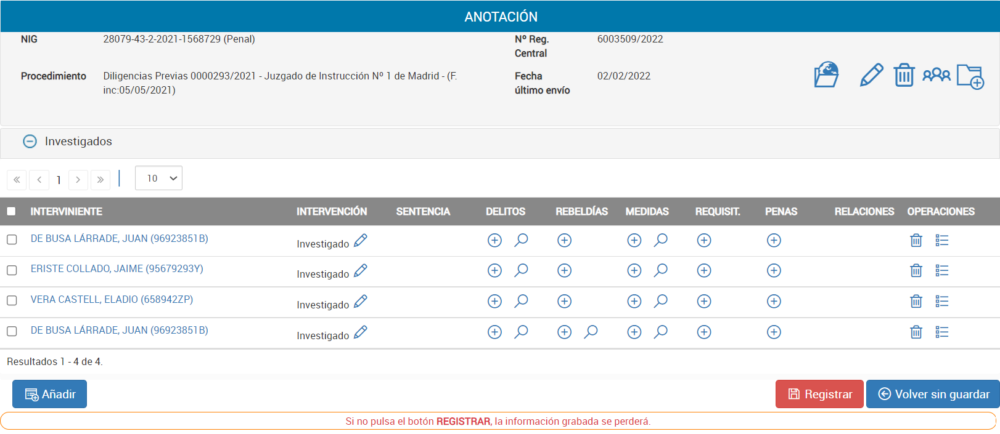 ANOTACIÓN
NIG 28079-43-2-2021-1568729 (Penal) Nº Reg. 6003509/2022
Central
Procedimiento Diligencias Previas 0000293/2021 - Juzgado de Instrucción Nº 1 de Madrid - (F. Fecha 02/02/2022
inc:05/05/2021) último envío
Investigados
« ‹ 1 › » 10
INTERVINIENTE INTERVENCIÓN SENTENCIA DELITOS REBELDÍAS MEDIDAS REQUISIT. PENAS RELACIONES OPERACIONES
DE BUSA LÁRRADE, JUAN (96923851B) Investigado
ERISTE COLLADO, JAIME (95679293Y) Investigado
VERA CASTELL, ELADIO (658942ZP) Investigado
DE BUSA LÁRRADE, JUAN (96923851B) Investigado
Resultados 1 - 4 de 4.
Añadir Registrar Volver sin guardar
Si no pulsa el botón REGISTRAR, la información grabada se perderá.